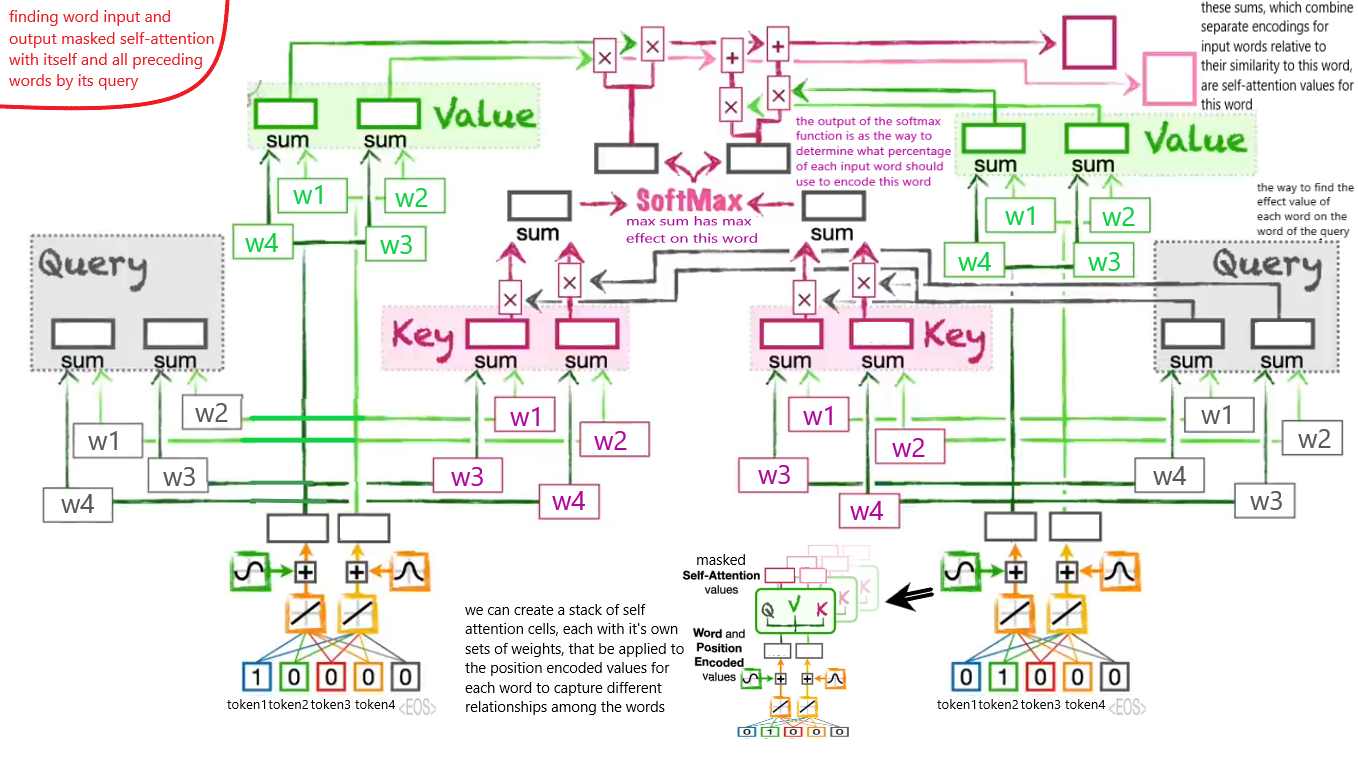 finding word input and
output masked self-attention
with itself and all preceding
words by its query
these sums, which combine
separate encodings for
input words relative to
their similarity to this word,
are self-attention values for
this word
Value
sum sum
w1 w2
w4 w3
the output of the softmax
function is as the way to
determine what percentage
of each input word should
use to encode this word
Value
sum sum
w1 w2
w4 w3
SoftMax
max sum has max
effect on this word
sum
sum
the way to find the
effect value of
each word on the
word of the query
Query
sum sum
w2
w1
w3
w4
Key
sum sum
w1
w2
w3
w4
Key
sum sum
w1
w2
w3
w4
Query
sum sum
w1
w2
w4
w3
×
×
+
+
×
×
×
×
×
×
+ +
1 0 0 0 0
token1 token2 token3 token4 <EOS>
we can create a stack of self
attention cells, each with it's own
sets of weights, that be applied to
the position encoded values for
each word to capture different
relationships among the words
masked
Self-Attention
values
Q V K K K
Word and
Position
Encoded
values
+ +
0 1 0 0 0
+ +
0 1 0 0 0
token1 token2 token3 token4 <EOS>